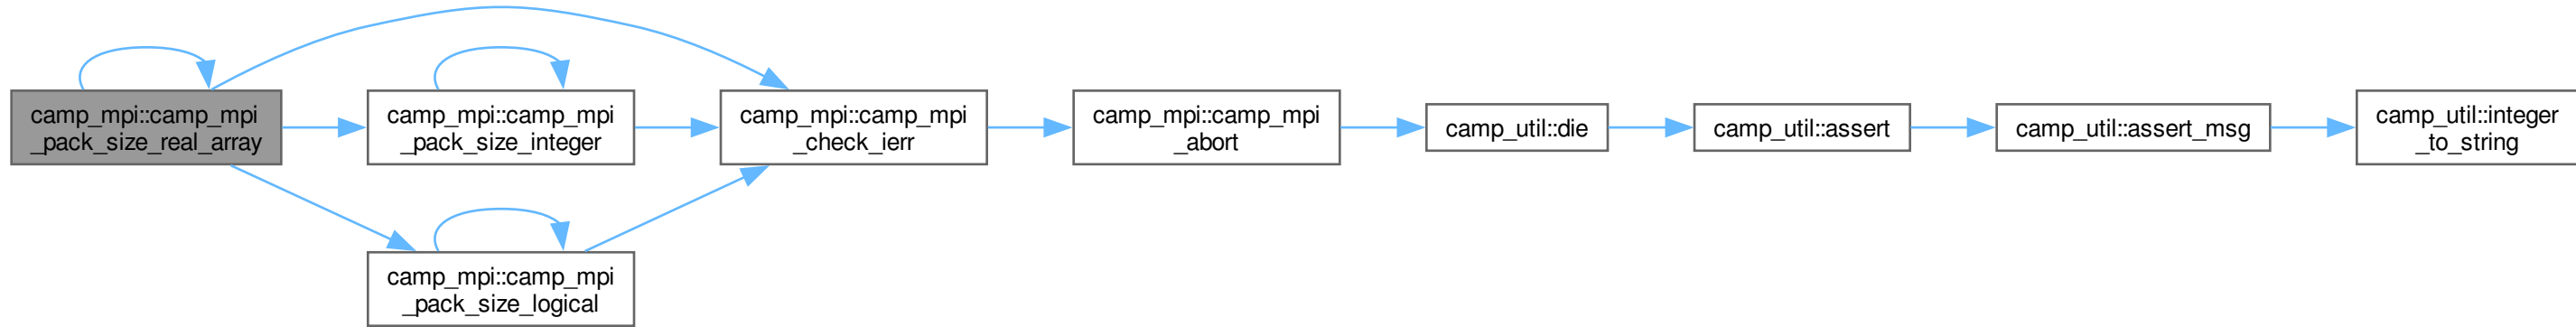 camp_mpi::camp_mpi
_pack_size_real_array
camp_mpi::camp_mpi
_pack_size_integer
camp_mpi::camp_mpi
_check_ierr
camp_mpi::camp_mpi
_abort
camp_util::die
camp_util::assert
camp_util::assert_msg
camp_util::integer
_to_string
camp_mpi::camp_mpi
_pack_size_logical